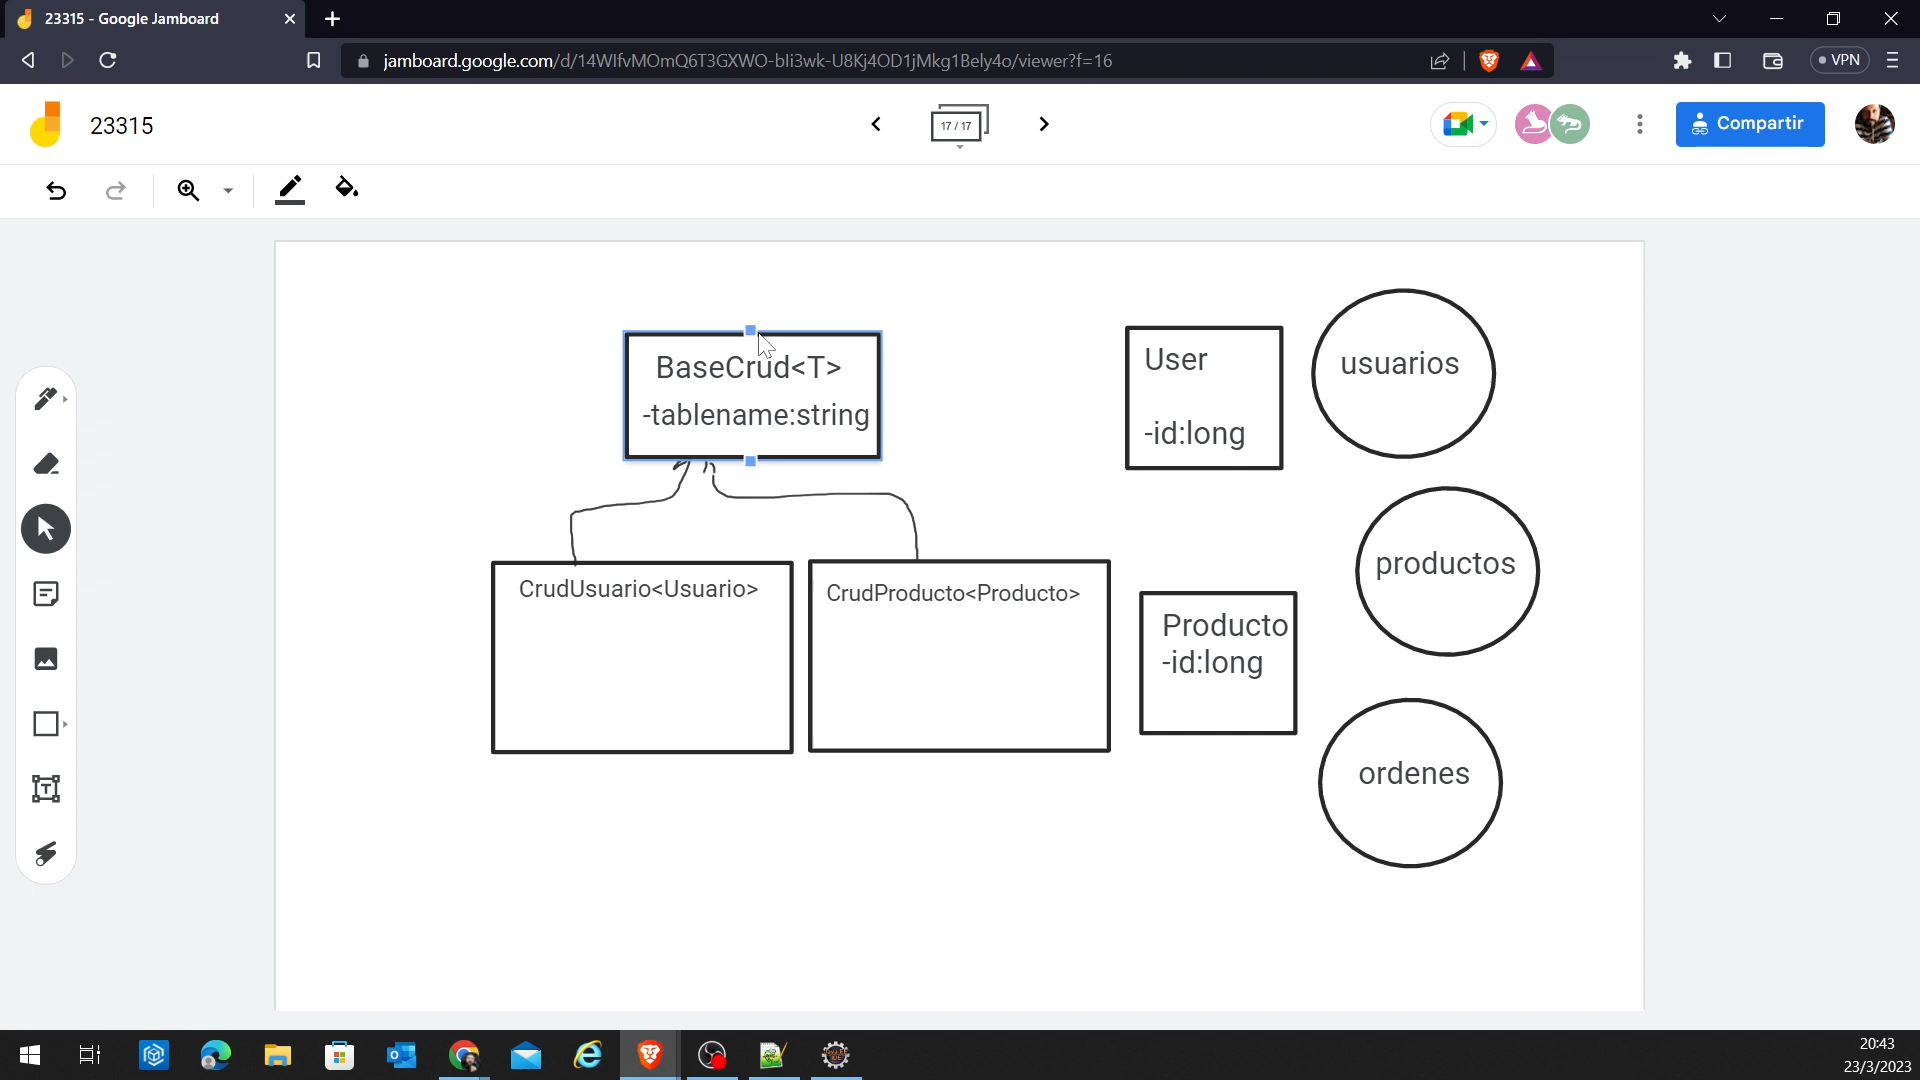 23315 - Google Jamboard
jamboard.google.com/d/14WlfvMOmQ6T3GXWO-bli3wk-U8Kj4OD1jMkg1Bely4o/viewer?f=16
VPN
23315
17 / 17
Compartir
BaseCrud<T>
-tablename:string
User
-id:long
usuarios
CrudUsuario<Usuario>
CrudProducto<Producto>
Producto
-id:long
productos
ordenes
20:43
23/3/2023